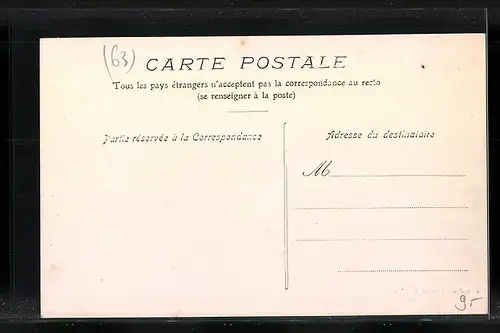 (63)
CARTE POSTALE
Tous les pays étrangers n'acceptent pas la correspondance au recto
(se renseigner à la poste)
Partie réservée à la Correspondance
Adresse du destinataire
M
9-